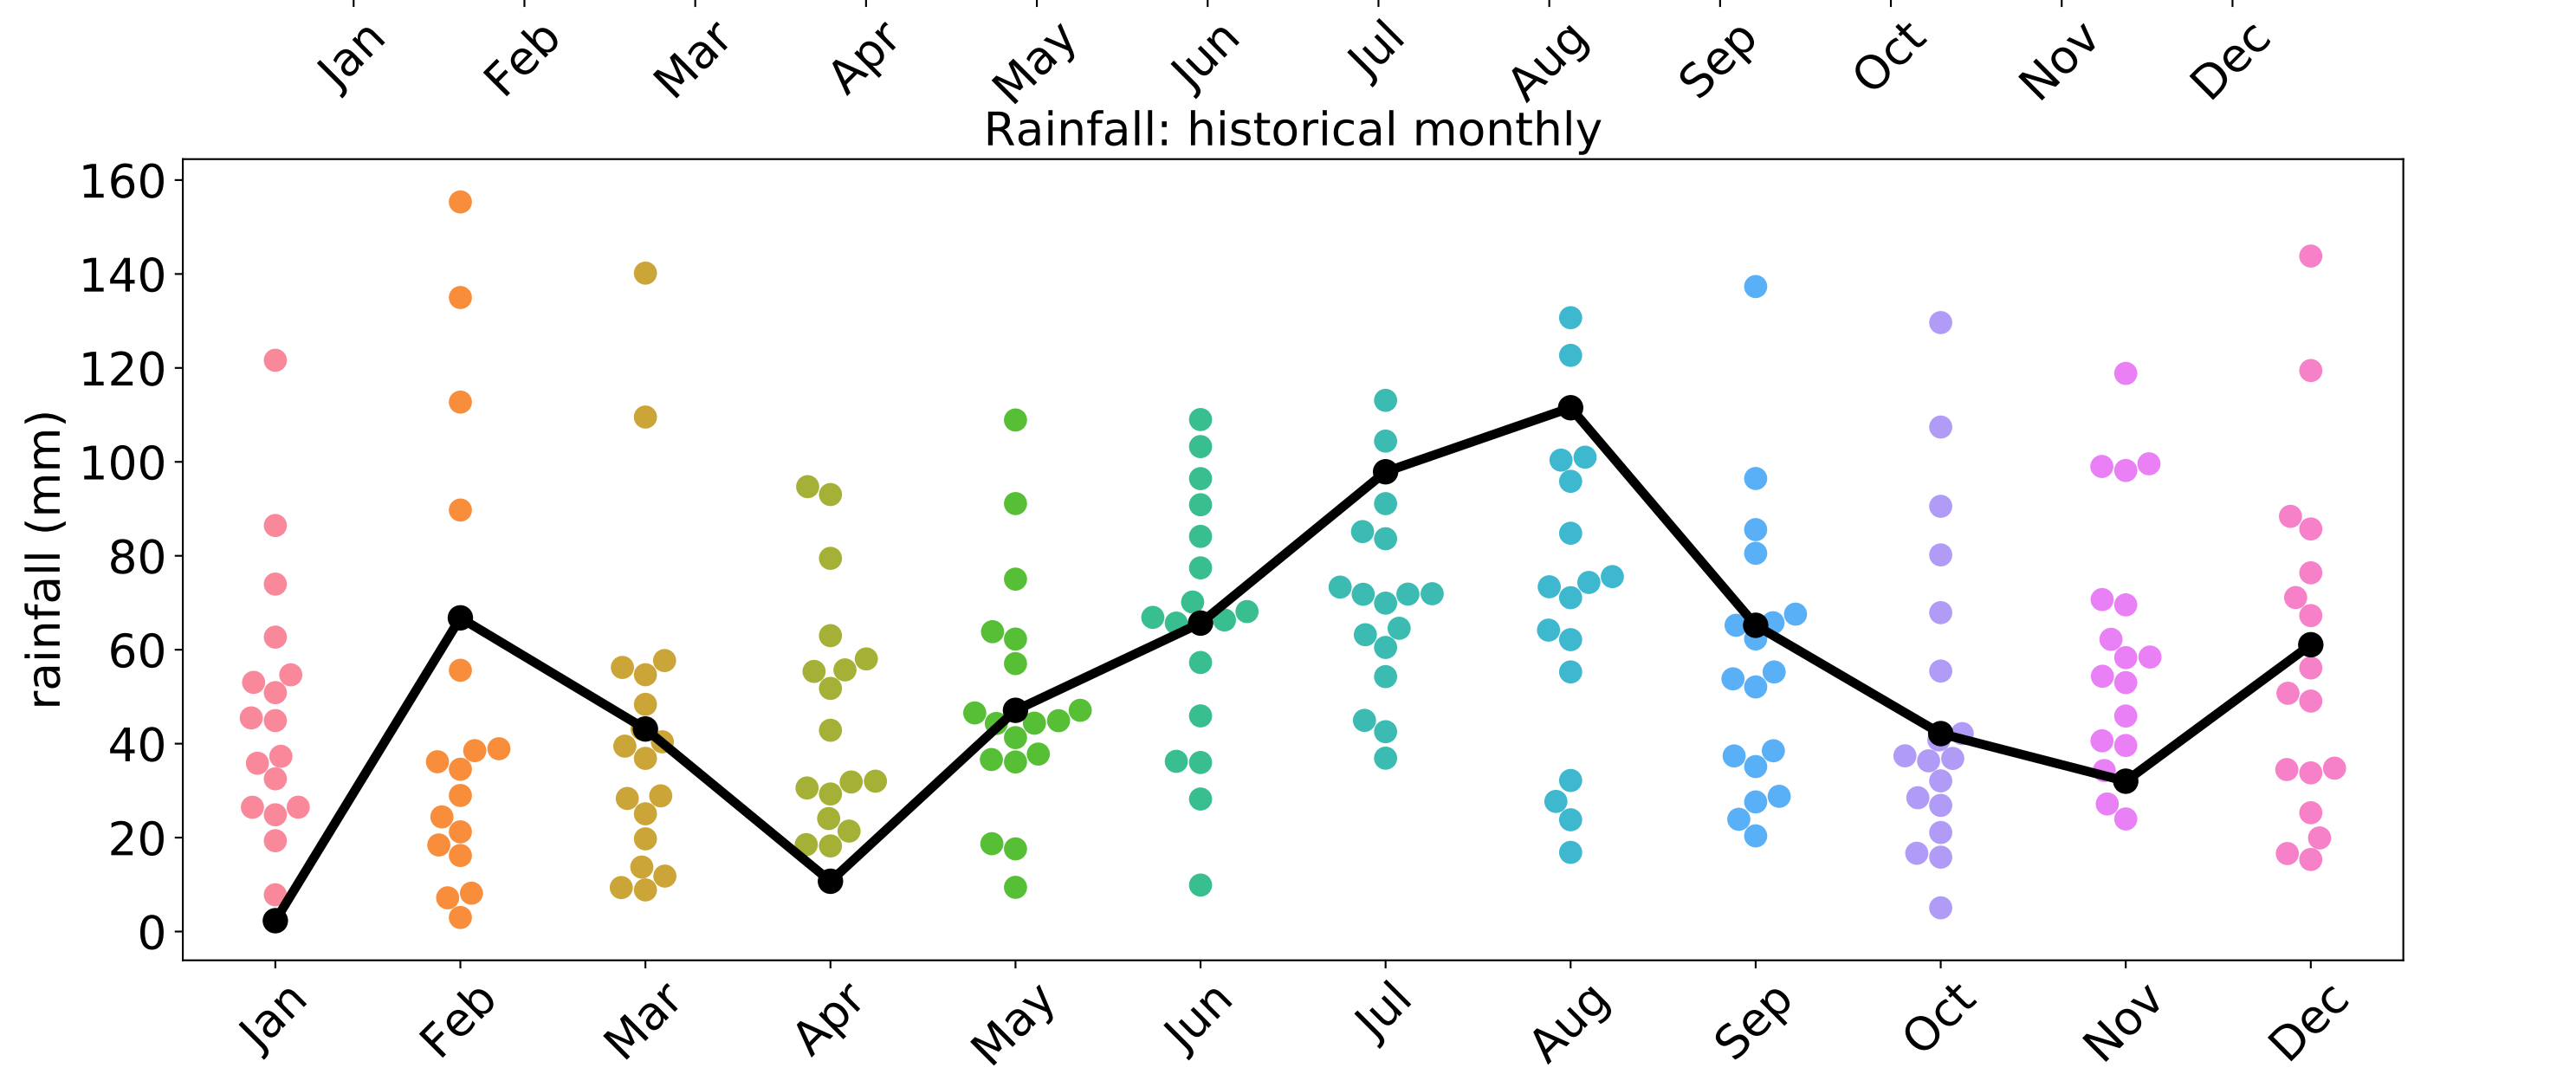 Jan Feb Mar Apr May Jun Jul Aug Sep Oct Nov Dec
Rainfall: historical monthly
160
140
120
100
80
60
40
20
0
rainfall (mm)
Jan Feb Mar Apr May Jun Jul Aug Sep Oct Nov Dec